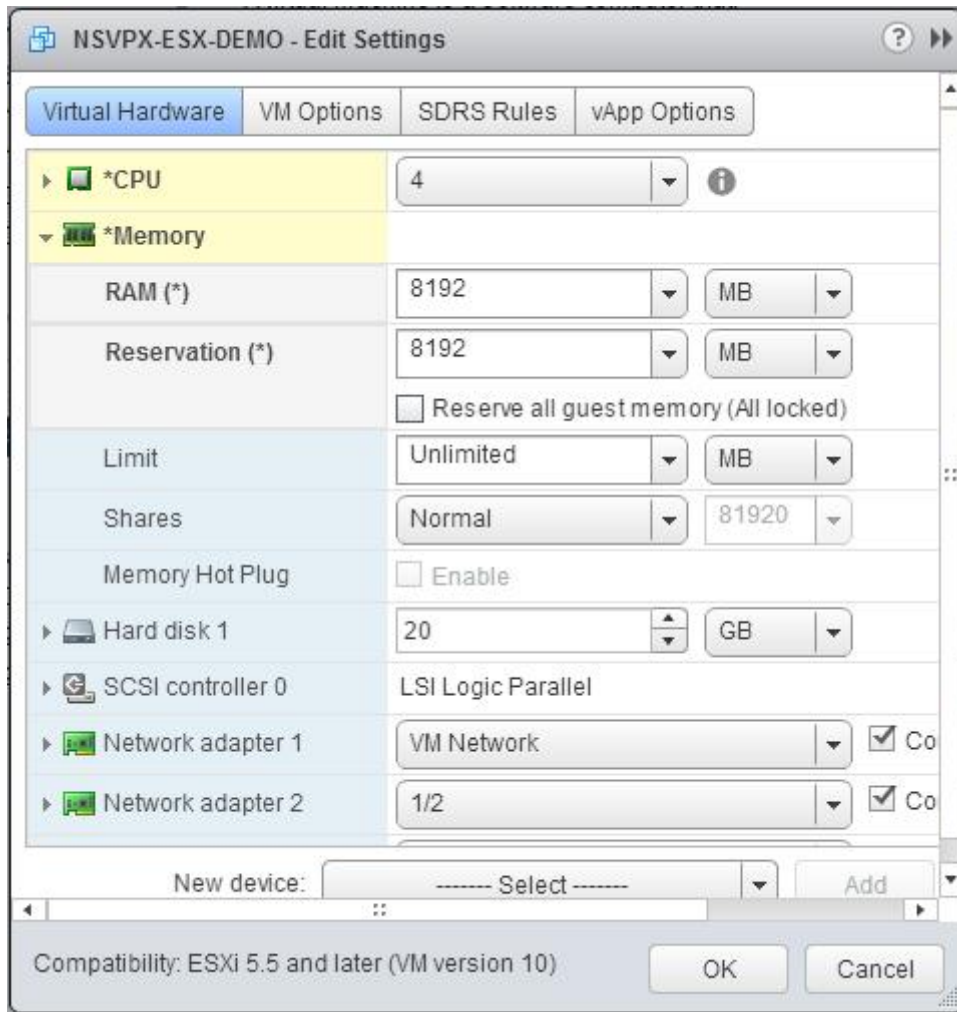 NSVPX-ESX-DEMO - Edit Settings ?
Virtual Hardware VM Options SDRS Rules vApp Options
*CPU 4
*Memory
RAM (*) 8192 MB
Reservation (*) 8192 MB
Reserve all guest memory (All locked)
Limit Unlimited MB
Shares Normal 81920
Memory Hot Plug Enable
Hard disk 1 20 GB
SCSI controller 0 LSI Logic Parallel
Network adapter 1 VM Network Co
Network adapter 2 1/2 Co
New device: ------- Select ------- Add
Compatibility: ESXi 5.5 and later (VM version 10) OK Cancel